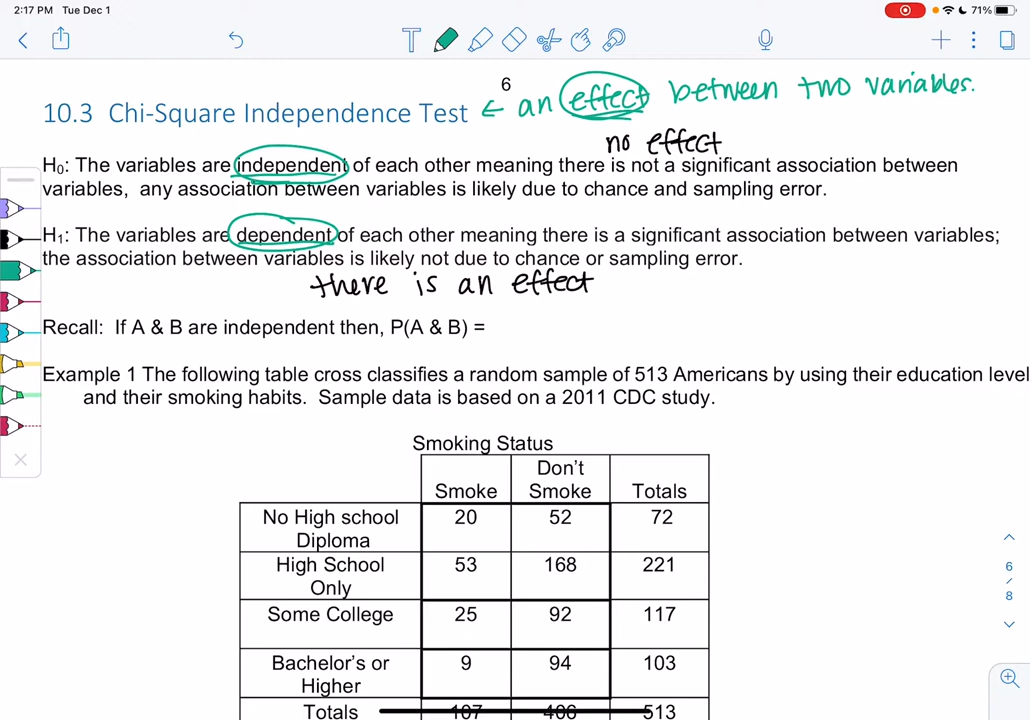 2:17 PM Tue Dec 1
71%
6
10.3 Chi-Square Independence Test
← an effect between two variables.
no effect
H₀: The variables are independent of each other meaning there is not a significant association between
variables, any association between variables is likely due to chance and sampling error.
H₁: The variables are dependent of each other meaning there is a significant association between variables;
the association between variables is likely not due to chance or sampling error.
there is an effect
Recall: If A & B are independent then, P(A & B) =
Example 1 The following table cross classifies a random sample of 513 Americans by using their education level
and their smoking habits. Sample data is based on a 2011 CDC study.
Smoking Status
Smoke Don't Smoke Totals
No High school Diploma 20 52 72
High School Only 53 168 221
Some College 25 92 117
Bachelor's or Higher 9 94 103
Totals 107 406 513
6
/
8